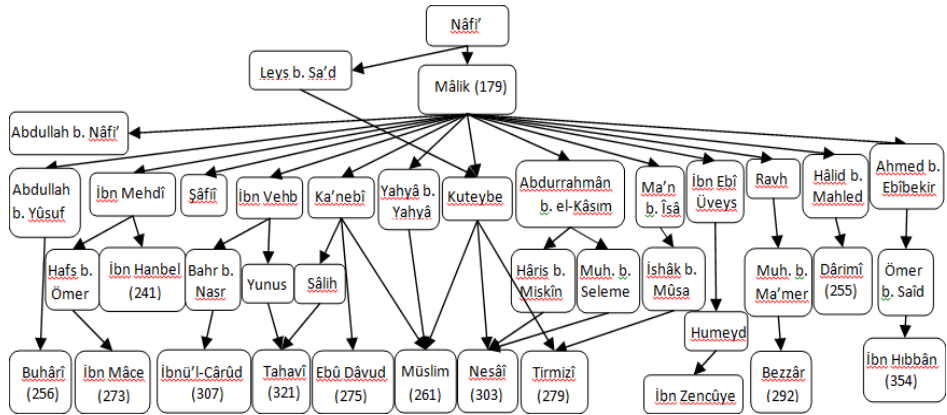 Nâfi’
Leys b. Sa’d
Mâlik (179)
Abdullah b. Nâfi’
Abdullah
b. Yûsuf
İbn Mehdî
Şâfiî
İbn Vehb
Ka’nebî
Yahyâ b.
Yahyâ
Kuteybe
Abdurrahmân
b. el-Kâsım
Ma’n
b. Îsâ
İbn Ebî
Üveys
Ravh
Hâlid b.
Mahled
Ahmed b.
Ebîbekir
Hafs b.
Ömer
İbn Hanbel
(241)
Bahr b.
Nasr
Yunus
Sâlih
Hâris b.
Miskîn
Muh. b.
Seleme
İshâk b.
Mûsa
Muh. b.
Ma’mer
Dârimî
(255)
Ömer
b. Saîd
Humeyd
Buhârî
(256)
İbn Mâce
(273)
İbnü’l-Cârûd
(307)
Tahavî
(321)
Ebû Dâvud
(275)
Müslim
(261)
Nesâî
(303)
Tirmizî
(279)
İbn Zencûye
Bezzâr
(292)
İbn Hıbbân
(354)